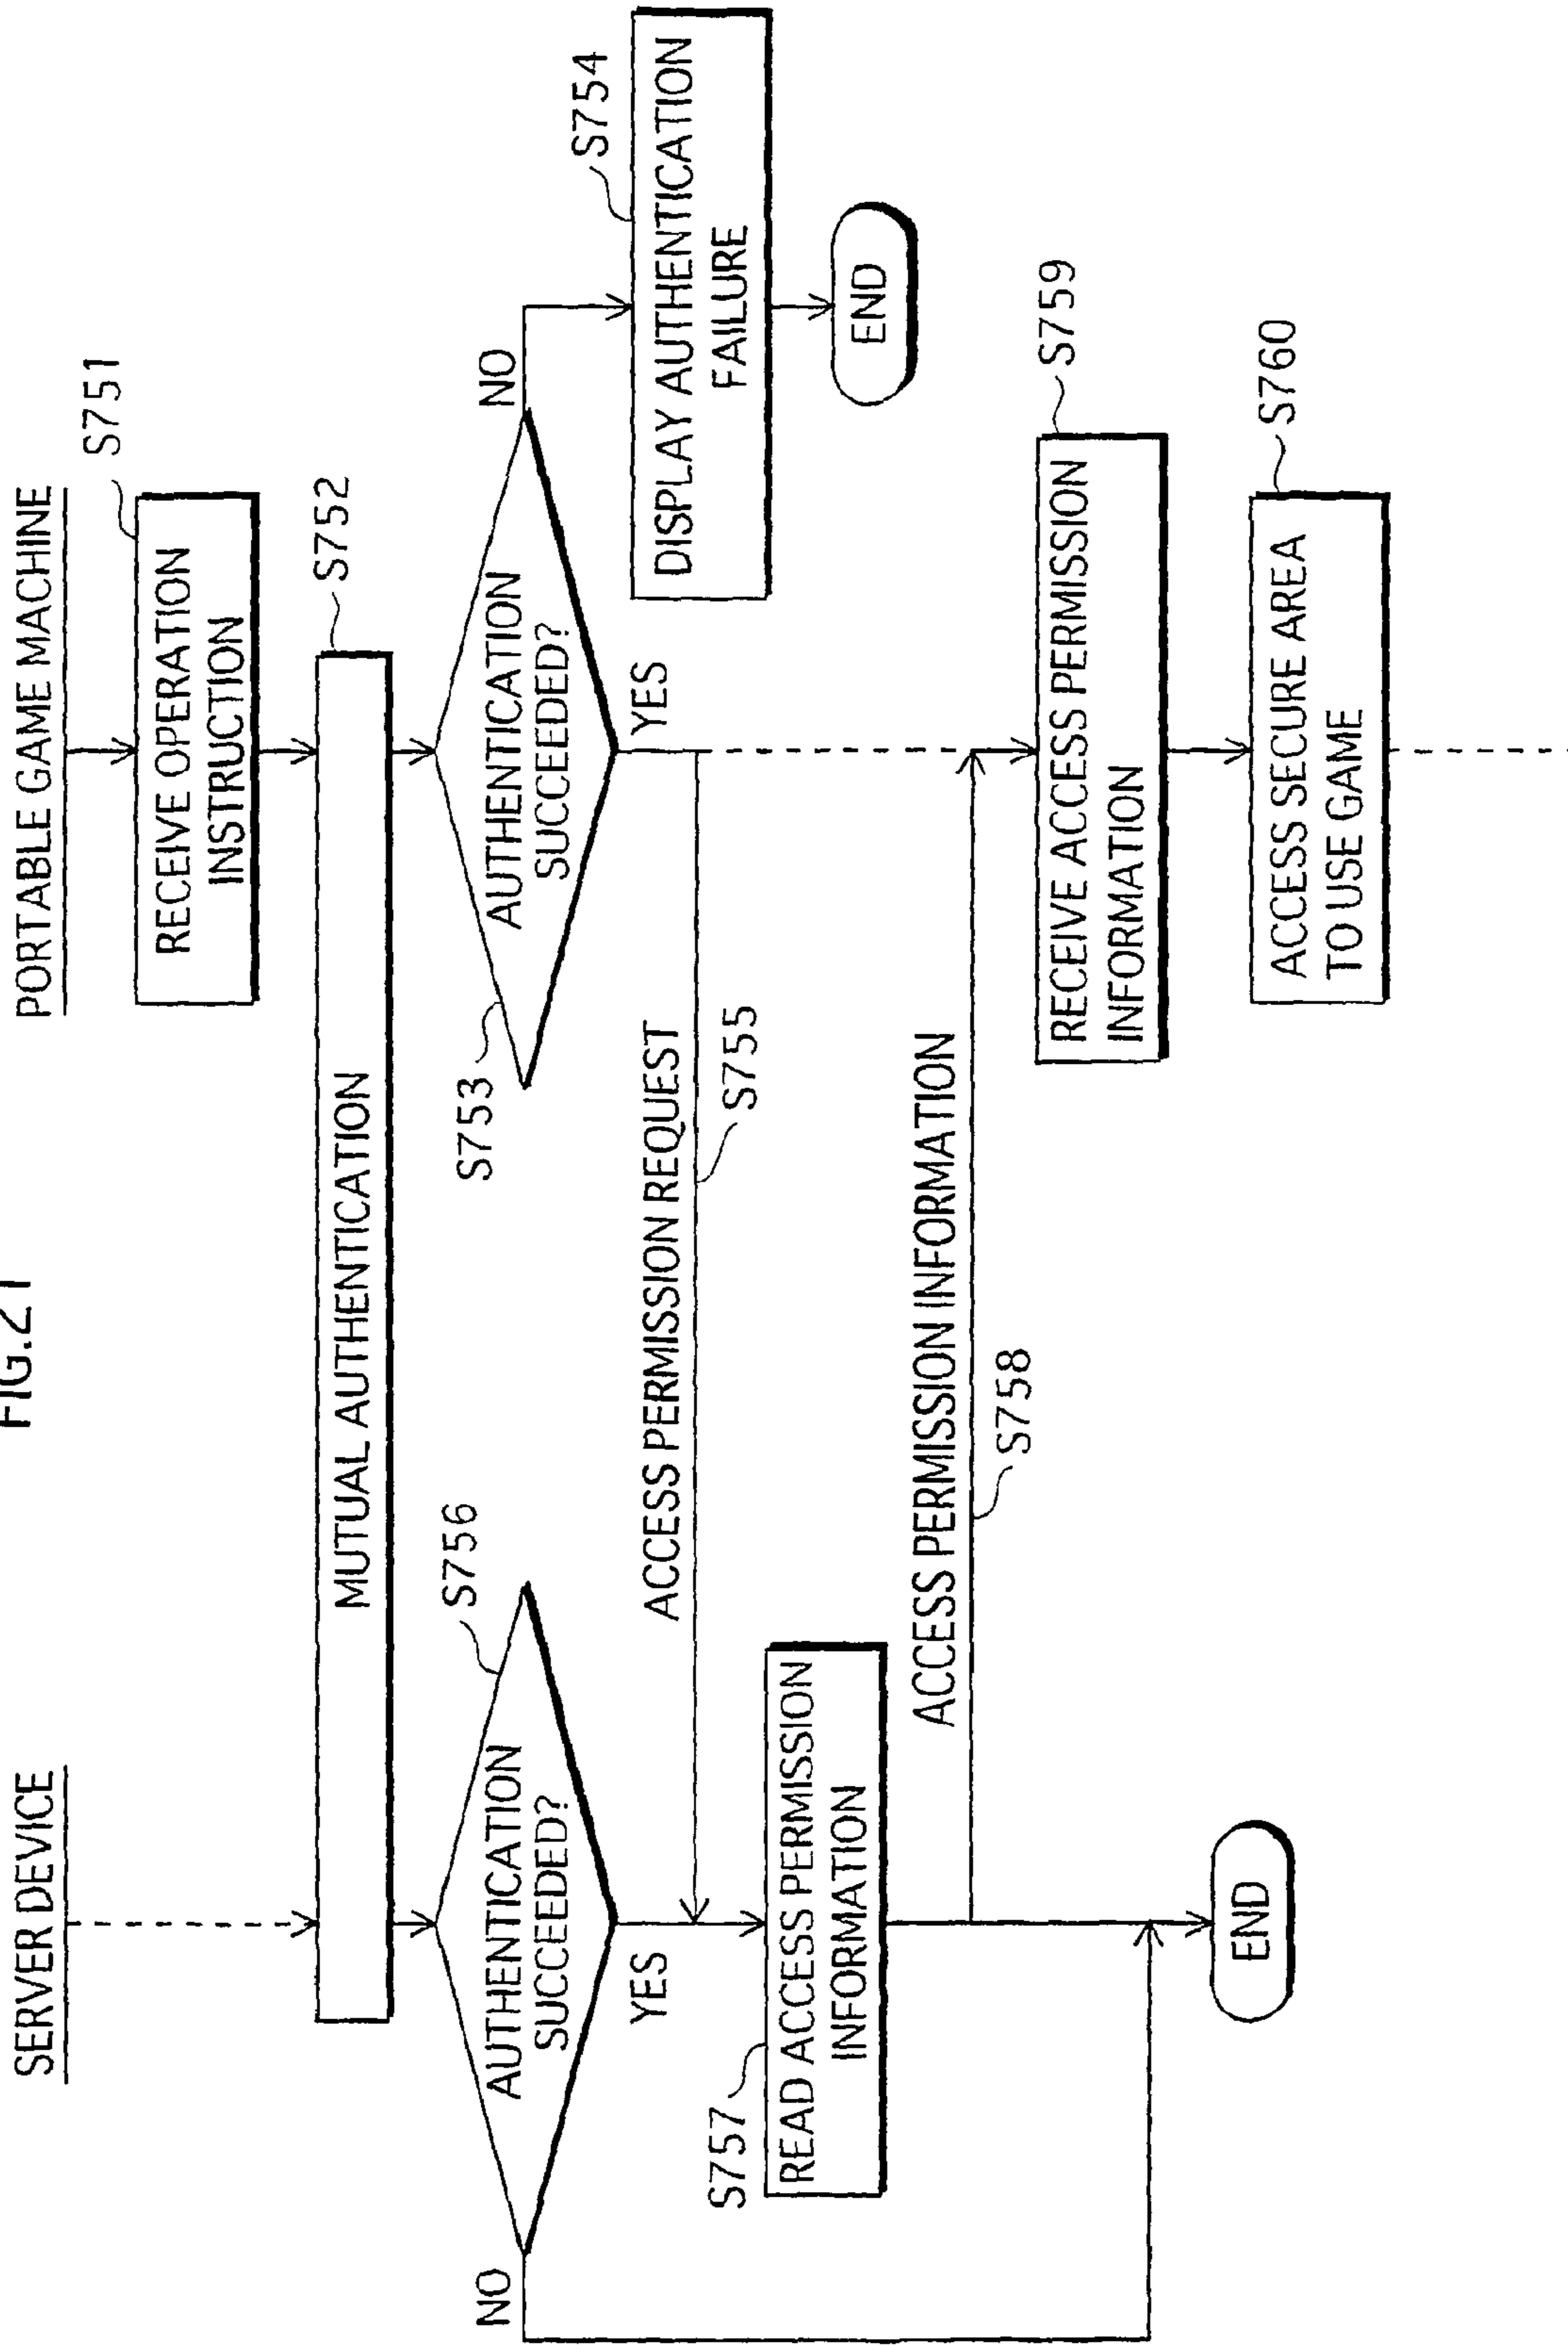 FIG.21
SERVER DEVICE
PORTABLE GAME MACHINE
S751
RECEIVE OPERATION
INSTRUCTION
S752
MUTUAL AUTHENTICATION
S756
AUTHENTICATION
SUCCEEDED?
NO
YES
S753
AUTHENTICATION
SUCCEEDED?
NO
YES
S754
DISPLAY AUTHENTICATION
FAILURE
END
ACCESS PERMISSION REQUEST
S755
S757
READ ACCESS PERMISSION
INFORMATION
ACCESS PERMISSION INFORMATION
S758
S759
RECEIVE ACCESS PERMISSION
INFORMATION
END
S760
ACCESS SECURE AREA
TO USE GAME